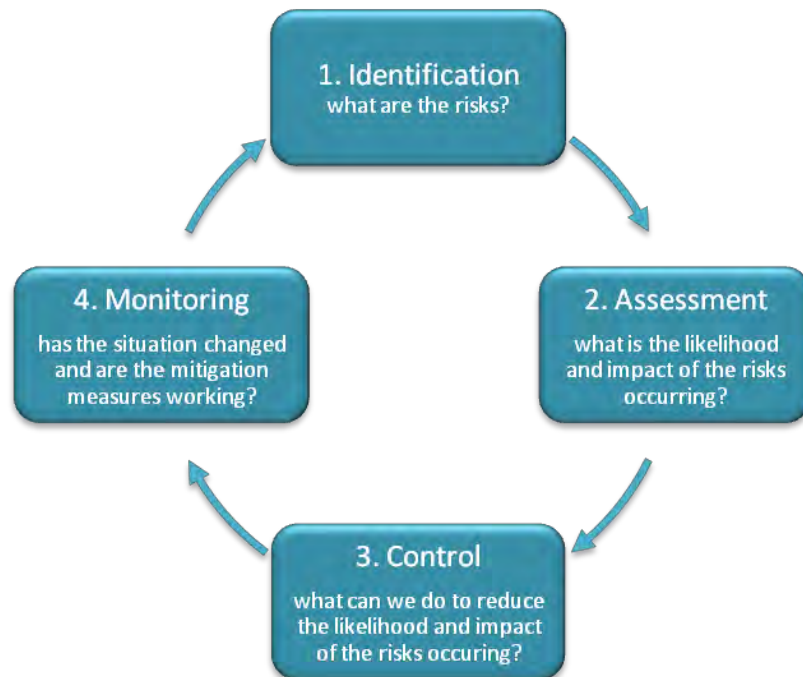 1. Identification
what are the risks?
2. Assessment
what is the likelihood
and impact of the risks
occurring?
3. Control
what can we do to reduce
the likelihood and impact
of the risks occuring?
4. Monitoring
has the situation changed
and are the mitigation
measures working?